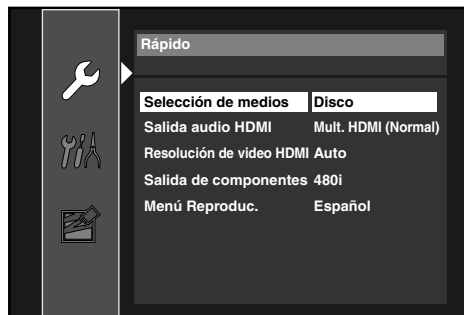 Rápido
Selección de medios Disco
Salida audio HDMI Mult. HDMI (Normal)
Resolución de video HDMI Auto
Salida de componentes 480i
Menú Reproduc. Español